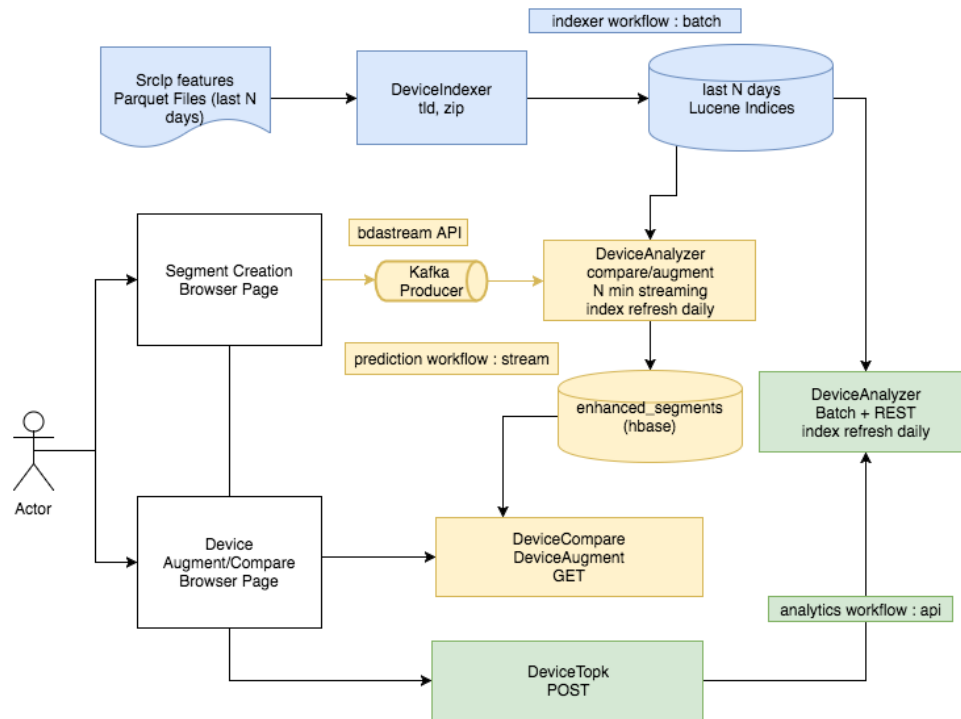 indexer workflow : batch
SrcIp features
Parquet Files (last N
days)
DeviceIndexer
tld, zip
last N days
Lucene Indices
bdastream API
Segment Creation
Browser Page
Kafka
Producer
DeviceAnalyzer
compare/augment
N min streaming
index refresh daily
prediction workflow : stream
enhanced_segments
(hbase)
DeviceAnalyzer
Batch + REST
index refresh daily
Actor
Device
Augment/Compare
Browser Page
DeviceCompare
DeviceAugment
GET
analytics workflow : api
DeviceTopk
POST